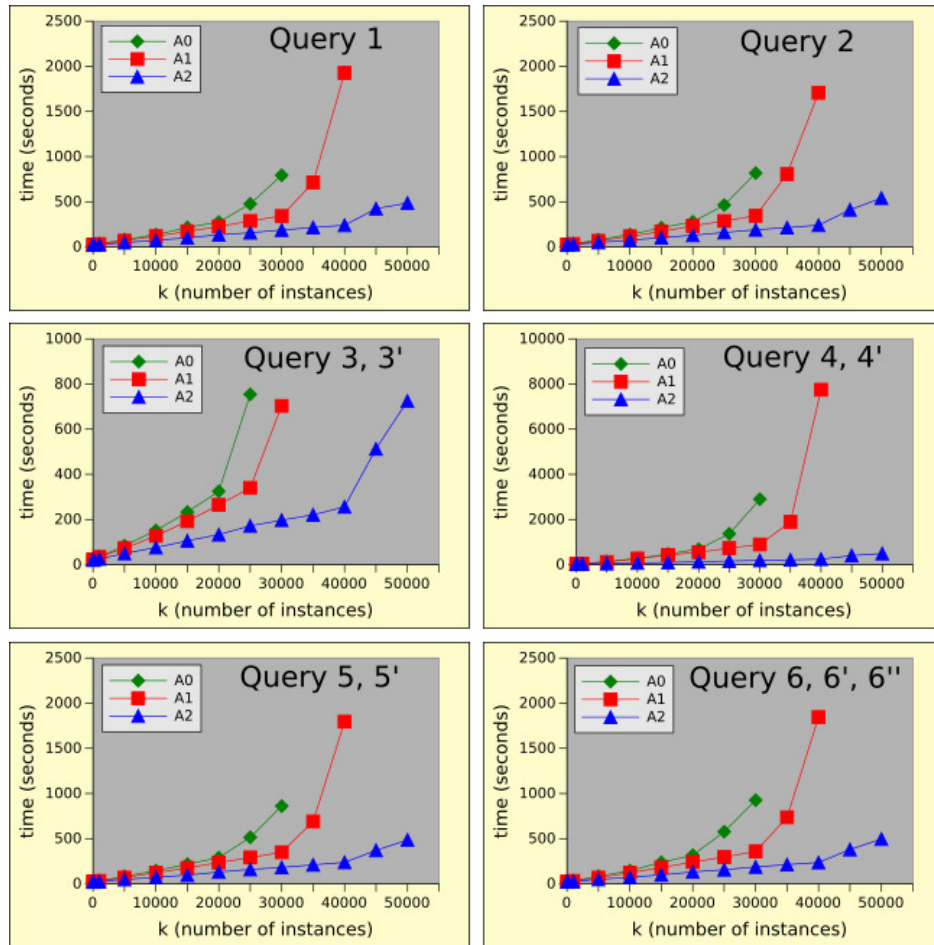 Query 1
A0
A1
A2
time (seconds)
2500
2000
1500
1000
500
0
0 10000 20000 30000 40000 50000
k (number of instances)
Query 2
A0
A1
A2
time (seconds)
2500
2000
1500
1000
500
0
0 10000 20000 30000 40000 50000
k (number of instances)
Query 3, 3'
A0
A1
A2
time (seconds)
1000
800
600
400
200
0
0 10000 20000 30000 40000 50000
k (number of instances)
Query 4, 4'
A0
A1
A2
time (seconds)
10000
8000
6000
4000
2000
0
0 10000 20000 30000 40000 50000
k (number of instances)
Query 5, 5'
A0
A1
A2
time (seconds)
2500
2000
1500
1000
500
0
0 10000 20000 30000 40000 50000
k (number of instances)
Query 6, 6', 6''
A0
A1
A2
time (seconds)
2500
2000
1500
1000
500
0
0 10000 20000 30000 40000 50000
k (number of instances)